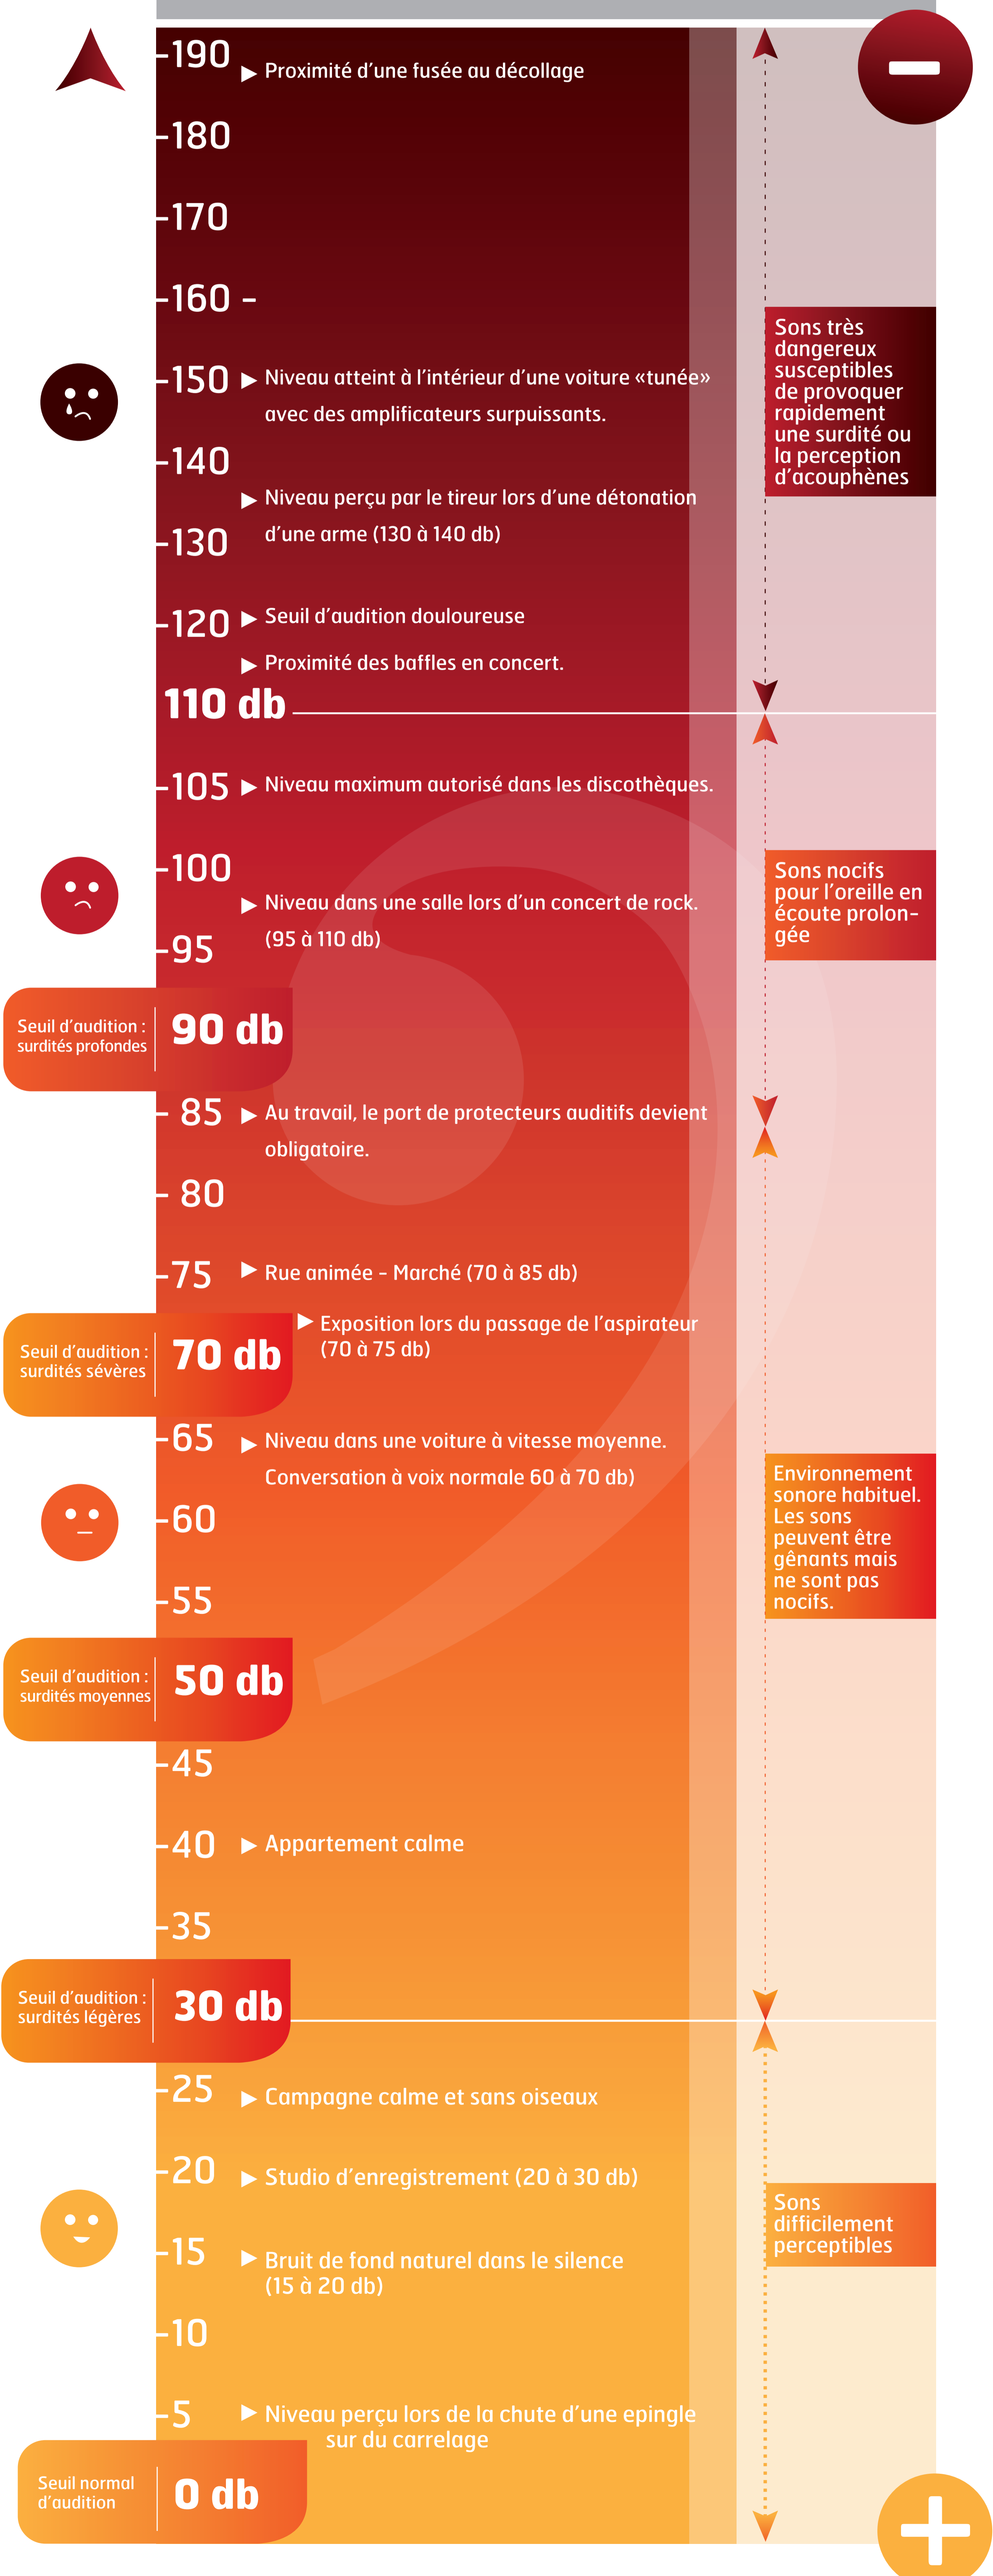 -190
Proximité d'une fusée au décollage
-180
-170
-160 -
Sons très
dangereux
susceptibles
de provoquer
rapidement
une surdité ou
la perception
d'acouphènes
-150
Niveau atteint à l'intérieur d'une voiture «tunée»
avec des amplificateurs surpuissants.
-140
Niveau perçu par le tireur lors d'une détonation
d'une arme (130 à 140 db)
-130
-120
Seuil d'audition douloureuse
Proximité des baffles en concert.
110 db
-105
Niveau maximum autorisé dans les discothèques.
-100
Sons nocifs
pour l'oreille en
écoute prolon-
gée
Niveau dans une salle lors d'un concert de rock.
(95 à 110 db)
-95
Seuil d'audition :
surdités profondes
90 db
- 85
Au travail, le port de protecteurs auditifs devient
obligatoire.
- 80
-75
Rue animée - Marché (70 à 85 db)
Exposition lors du passage de l'aspirateur
(70 à 75 db)
Seuil d'audition :
surdités sévères
70 db
-65
Niveau dans une voiture à vitesse moyenne.
Conversation à voix normale 60 à 70 db)
Environnement
sonore habituel.
Les sons
peuvent être
gênants mais
ne sont pas
nocifs.
-60
-55
Seuil d'audition :
surdités moyennes
50 db
-45
-40
Appartement calme
-35
Seuil d'audition :
surdités légères
30 db
-25
Campagne calme et sans oiseaux
-20
Studio d'enregistrement (20 à 30 db)
Sons
difficilement
perceptibles
-15
Bruit de fond naturel dans le silence
(15 à 20 db)
-10
-5
Niveau perçu lors de la chute d'une epingle
sur du carrelage
Seuil normal
d'audition
0 db